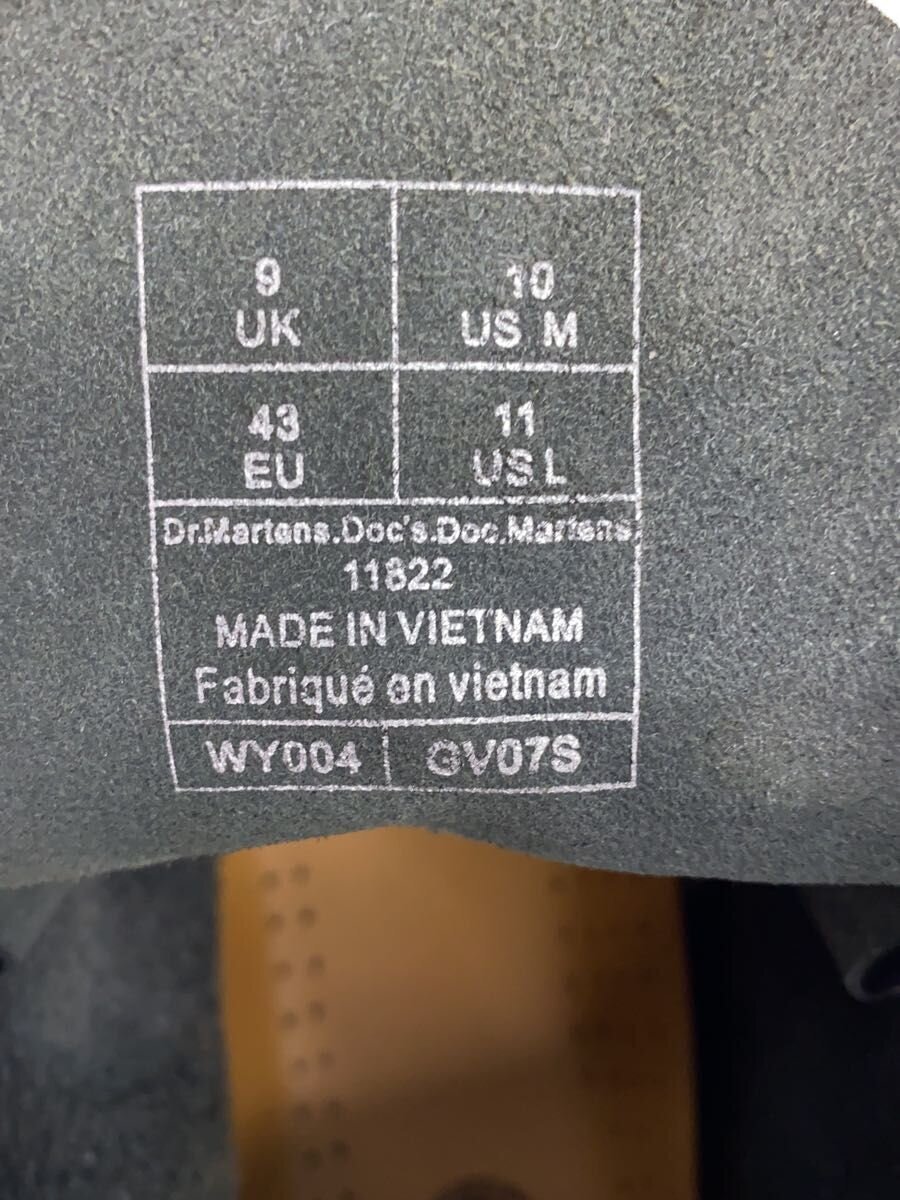 9
UK
10
US M
43
EU
11
US L
Dr.Martens.Doc's.Doc.Martens.
11822
MADE IN VIETNAM
Fabriqué en vietnam
WY004
GV07S